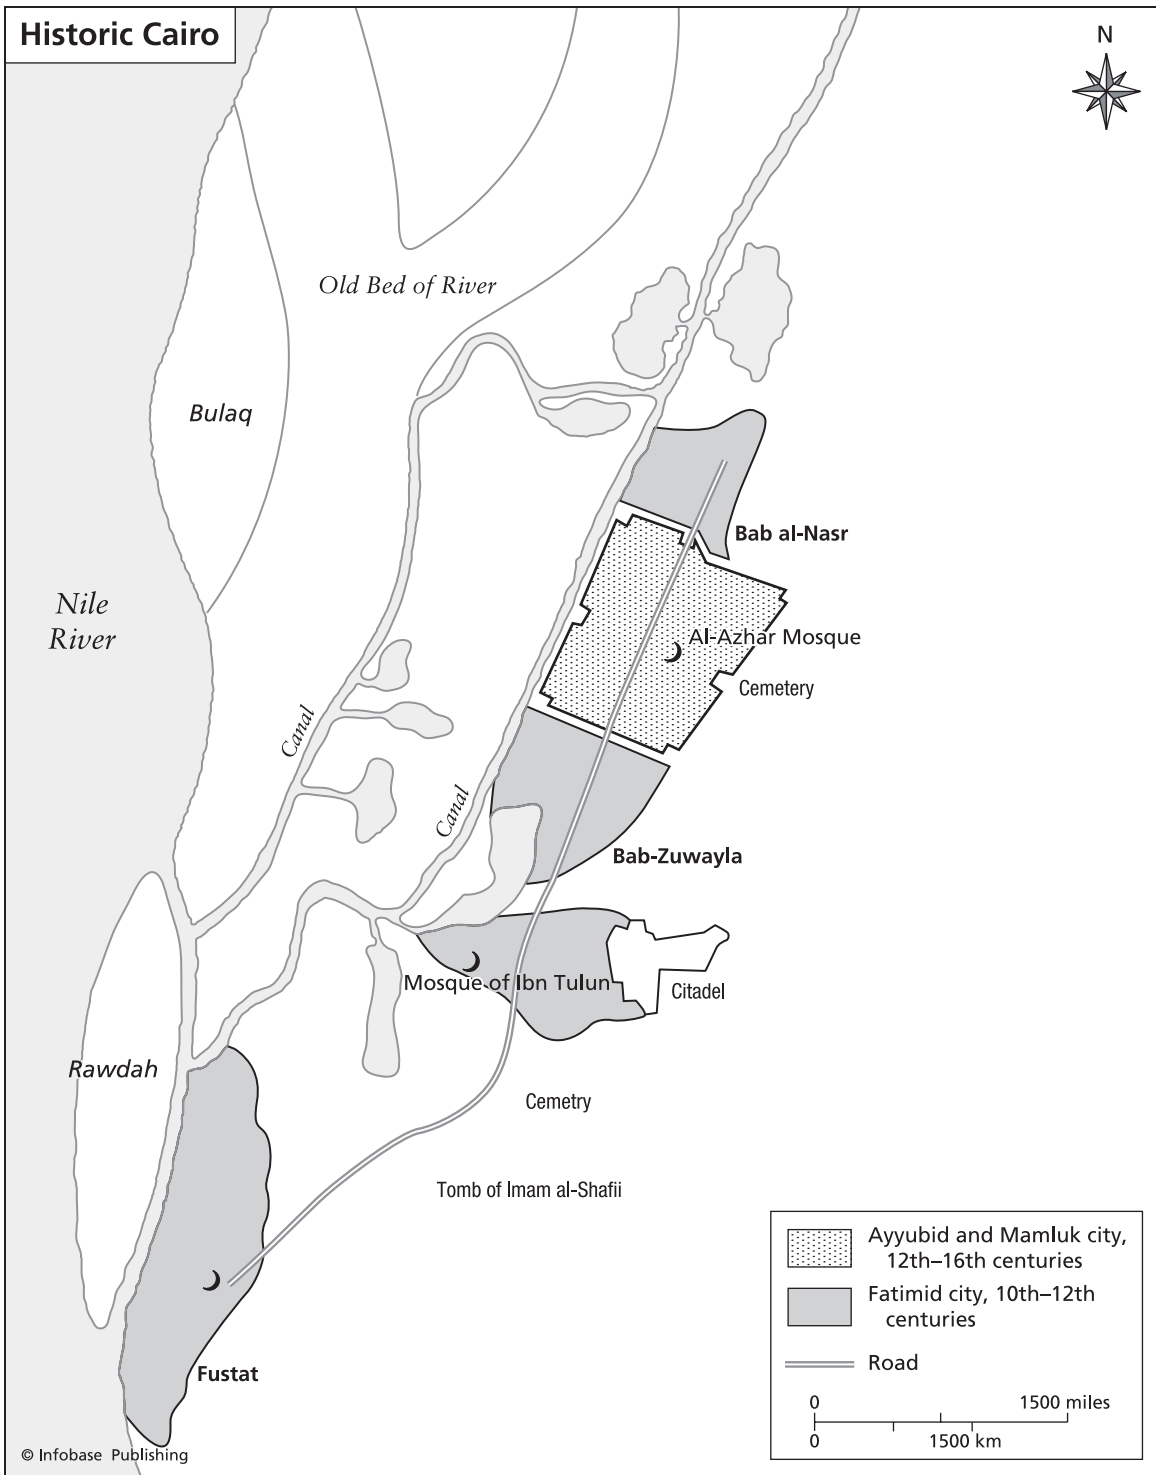 Historic Cairo
N
Old Bed of River
Bulaq
Bab al-Nasr
Nile
River
Al-Azhar Mosque
Cemetery
Canal
Canal
Bab-Zuwayla
Mosque of Ibn Tulun
Citadel
Rawdah
Cemetry
Tomb of Imam al-Shafii
Fustat
Ayyubid and Mamluk city,
12th–16th centuries
Fatimid city, 10th–12th
centuries
Road
0 1500 miles
0 1500 km
© Infobase Publishing